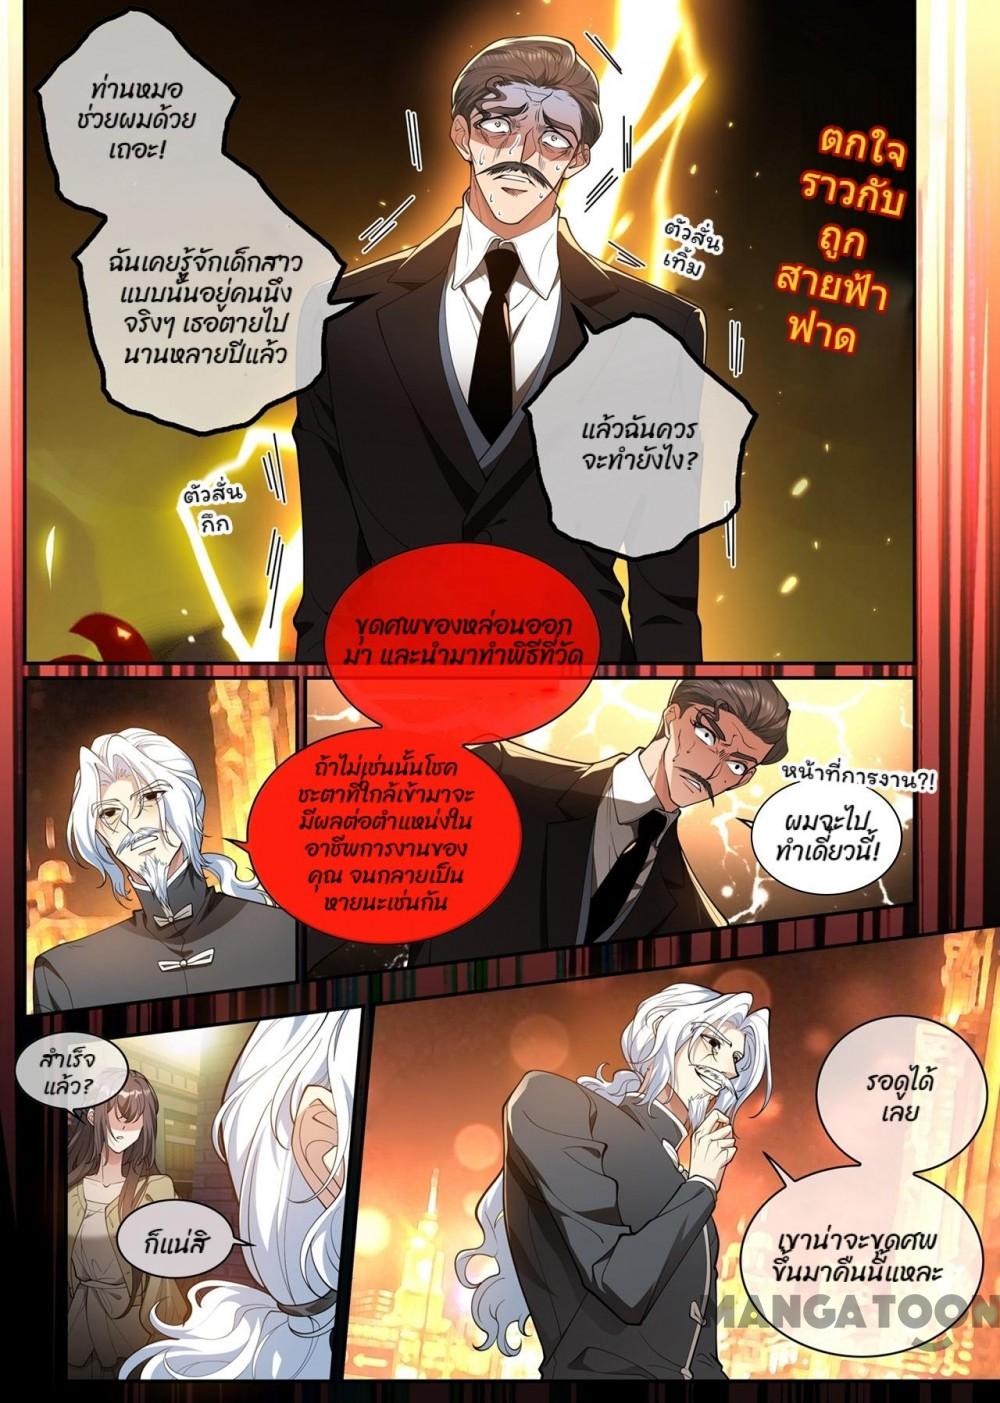 ท่านหมอ
ช่วยผมด้วย
เถอะ!
ตกใจ
ราวกับ
ถูก
สายฟ้า
ฟาด
ตัวสั่น
เทิ้ม
ฉันเคยรู้จักเด็กสาว
แบบนั้นอยู่คนนึง
จริงๆ เธอตายไป
นานหลายปีแล้ว
แล้วฉันควร
จะทำยังไง?
ตัวสั่น
กึก
ขุดศพของหล่อนออก
มา และนำมาทำพิธีที่วัด
ถ้าไม่เช่นนั้นโชค
ชะตาที่ใกล้เข้ามาจะ
มีผลต่อตำแหน่งใน
อาชีพการงานของ
คุณ จนกลายเป็น
หายนะเช่นกัน
หน้าที่การงาน?!
ผมจะไป
ทำเดี๋ยวนี้!
สำเร็จ
แล้ว?
ก็แน่สิ
รอดูได้
เลย
เขาน่าจะขุดศพ
ขึ้นมาคืนนี้แหละ
MANGATOON